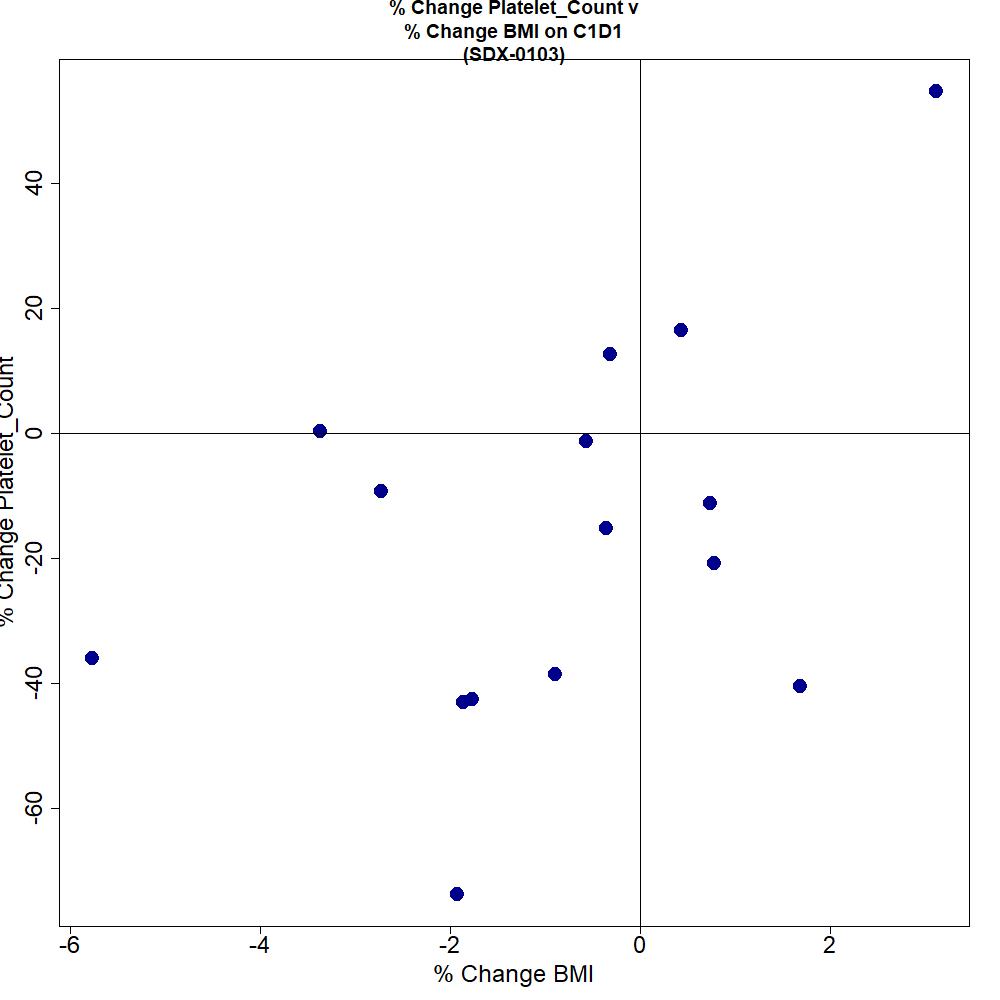 % Change Platelet_Count v
% Change BMI on C1D1
(SDX-0103)
% Change Platelet_Count
40
20
0
-20
-40
-60
-6
-4
-2
0
2
% Change BMI